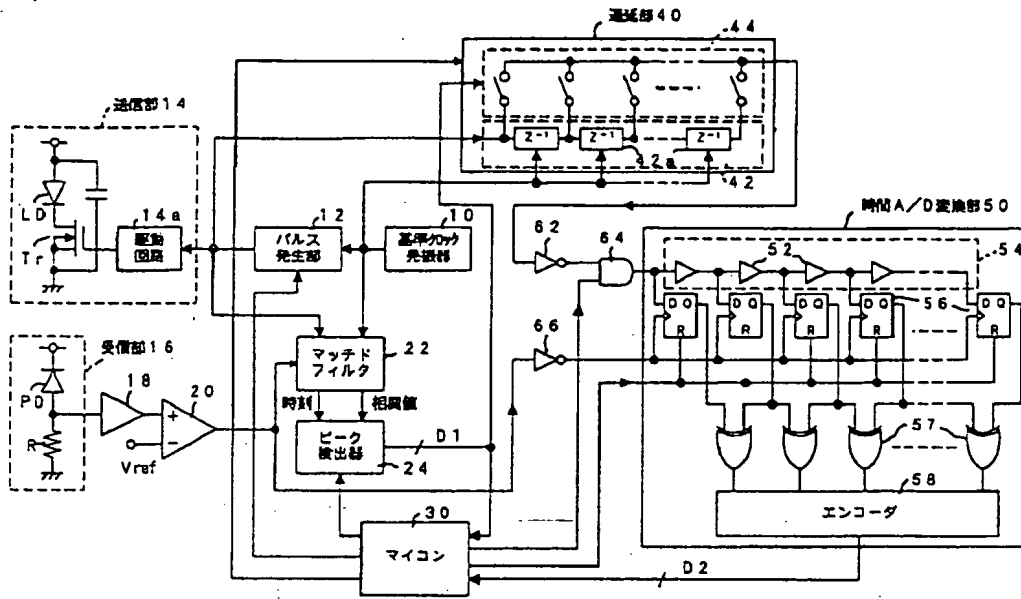 遅延部40
44
送信部14
Z⁻¹
Z⁻¹
Z⁻¹
42a
42
LD
14a
駆動
回路
Tr
12
パルス
発生部
10
基準クロック
発振器
62
64
時間A/D変換部50
52
54
D Q
R
D Q
R
D Q
R
D Q
R
56
D Q
R
66
受信部16
PD
R
18
20
+
−
Vref
マッチド
フィルタ
22
時刻
相関値
ピーク
検出器
24
D1
57
58
エンコーダ
30
マイコン
D2